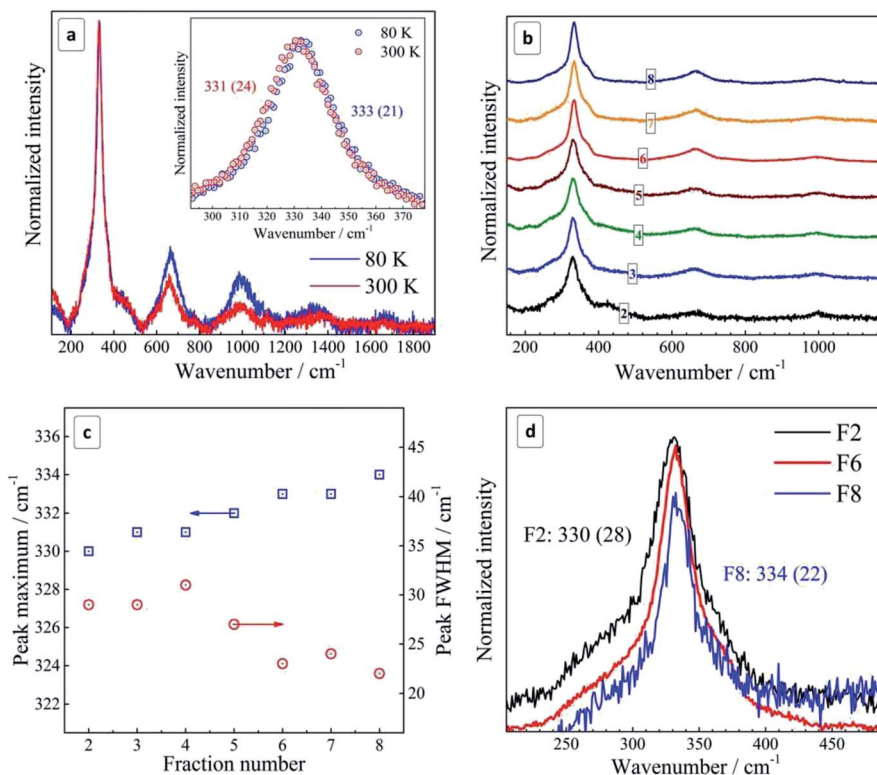 a
80 K
300 K
331 (24)
333 (21)
Normalized intensity
300 310 320 330 340 350 360 370
Wavenumber / cm-1
80 K
300 K
Normalized intensity
200 400 600 800 1000 1200 1400 1600 1800
Wavenumber / cm-1
b
8
7
6
5
4
3
2
Normalized intensity
200 400 600 800 1000
Wavenumber / cm-1
c
336
334
332
330
328
326
324
322
Peak maximum / cm-1
45
40
35
30
25
20
Peak FWHM / cm-1
2 3 4 5 6 7 8
Fraction number
d
F2
F6
F8
F2: 330 (28)
F8: 334 (22)
Normalized intensity
250 300 350 400 450
Wavenumber / cm-1